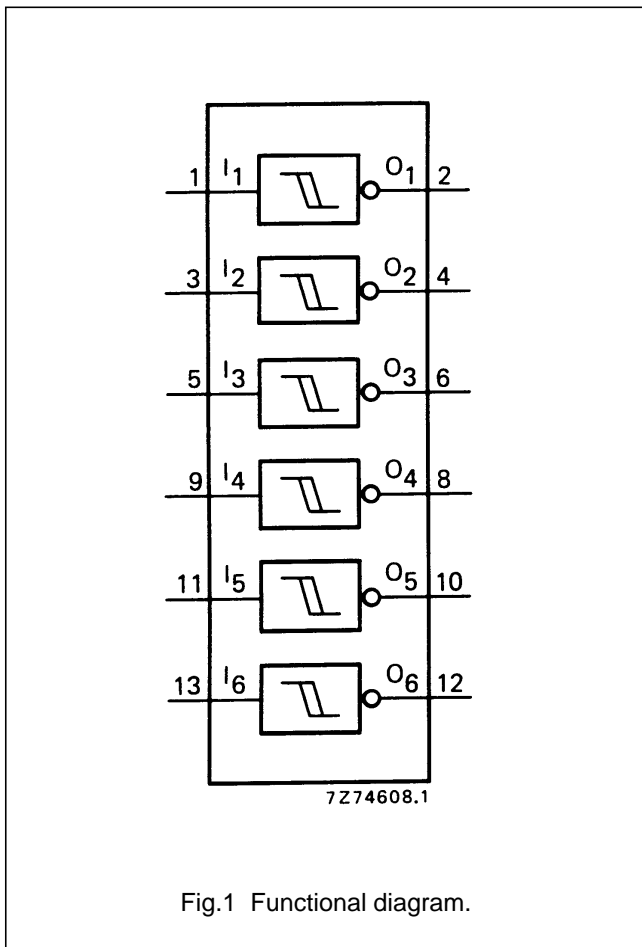 1 I1 O1 2
3 I2 O2 4
5 I3 O3 6
9 I4 O4 8
11 I5 O5 10
13 I6 O6 12
7Z74608.1
Fig.1 Functional diagram.